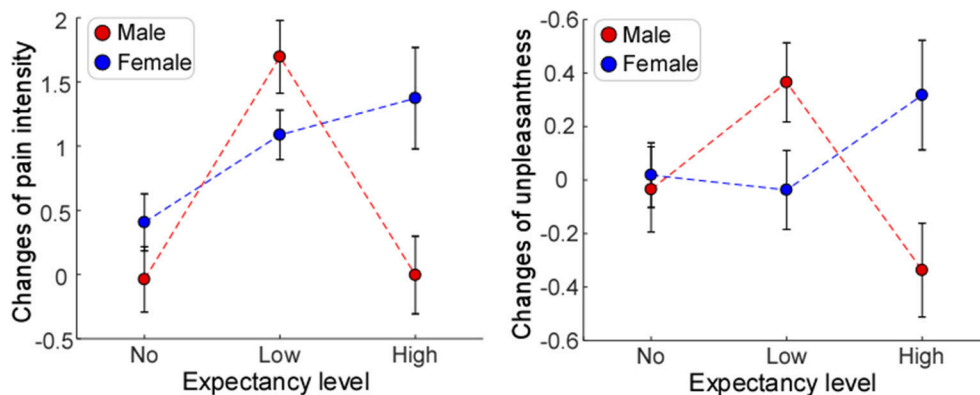 Changes of pain intensity
2
1.5
1
0.5
0
-0.5
Male
Female
No Low High
Expectancy level
Changes of unpleasantness
-0.6
0.4
0.2
0
-0.2
-0.4
-0.6
Male
Female
No Low High
Expectancy level